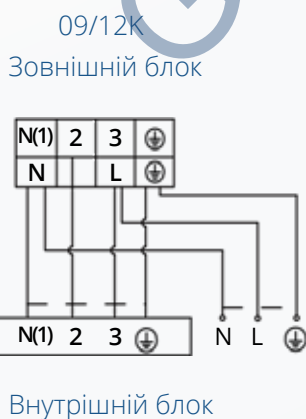 09/12K
Зовнішній блок
N(1) 2 3
N L
N(1) 2 3 N L
Внутрішній блок